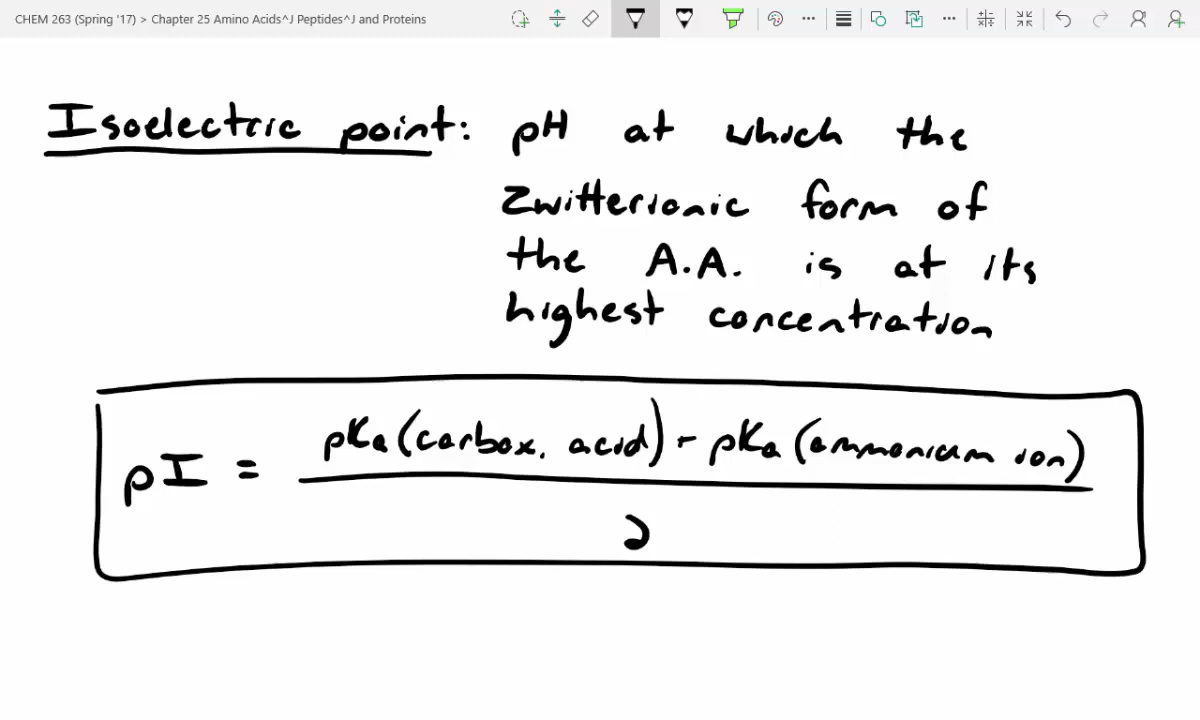 CHEM 263 (Spring '17) > Chapter 25 Amino Acids^J Peptides^J and Proteins
Isoelectric point: pH at which the
zwitterionic form of
the A.A. is at its
highest concentration
pI = pKa (carbox. acid) - pKa (ammonium ion)
2